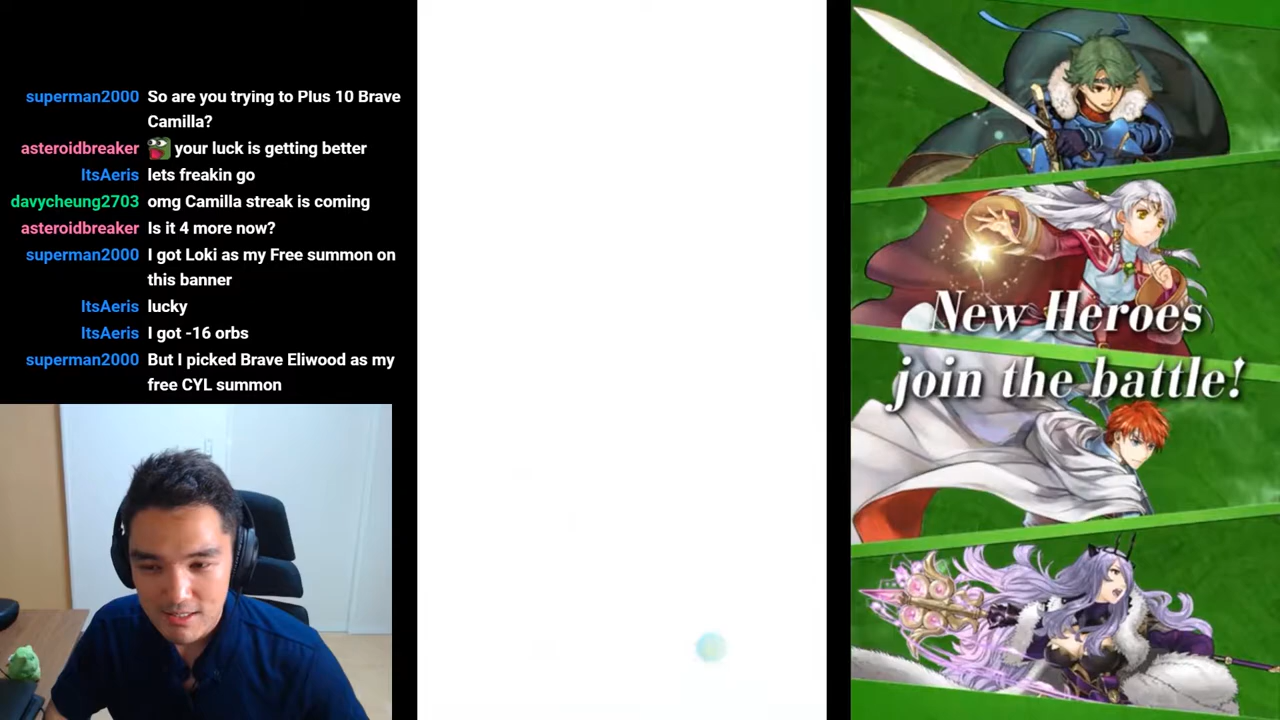 superman2000 So are you trying to Plus 10 Brave
Camilla?
asteroidbreaker your luck is getting better
ItsAeris lets freakin go
davycheung2703 omg Camilla streak is coming
asteroidbreaker Is it 4 more now?
superman2000 I got Loki as my Free summon on
this banner
ItsAeris lucky
ItsAeris I got -16 orbs
superman2000 But I picked Brave Eliwood as my
free CYL summon
New Heroes
join the battle!